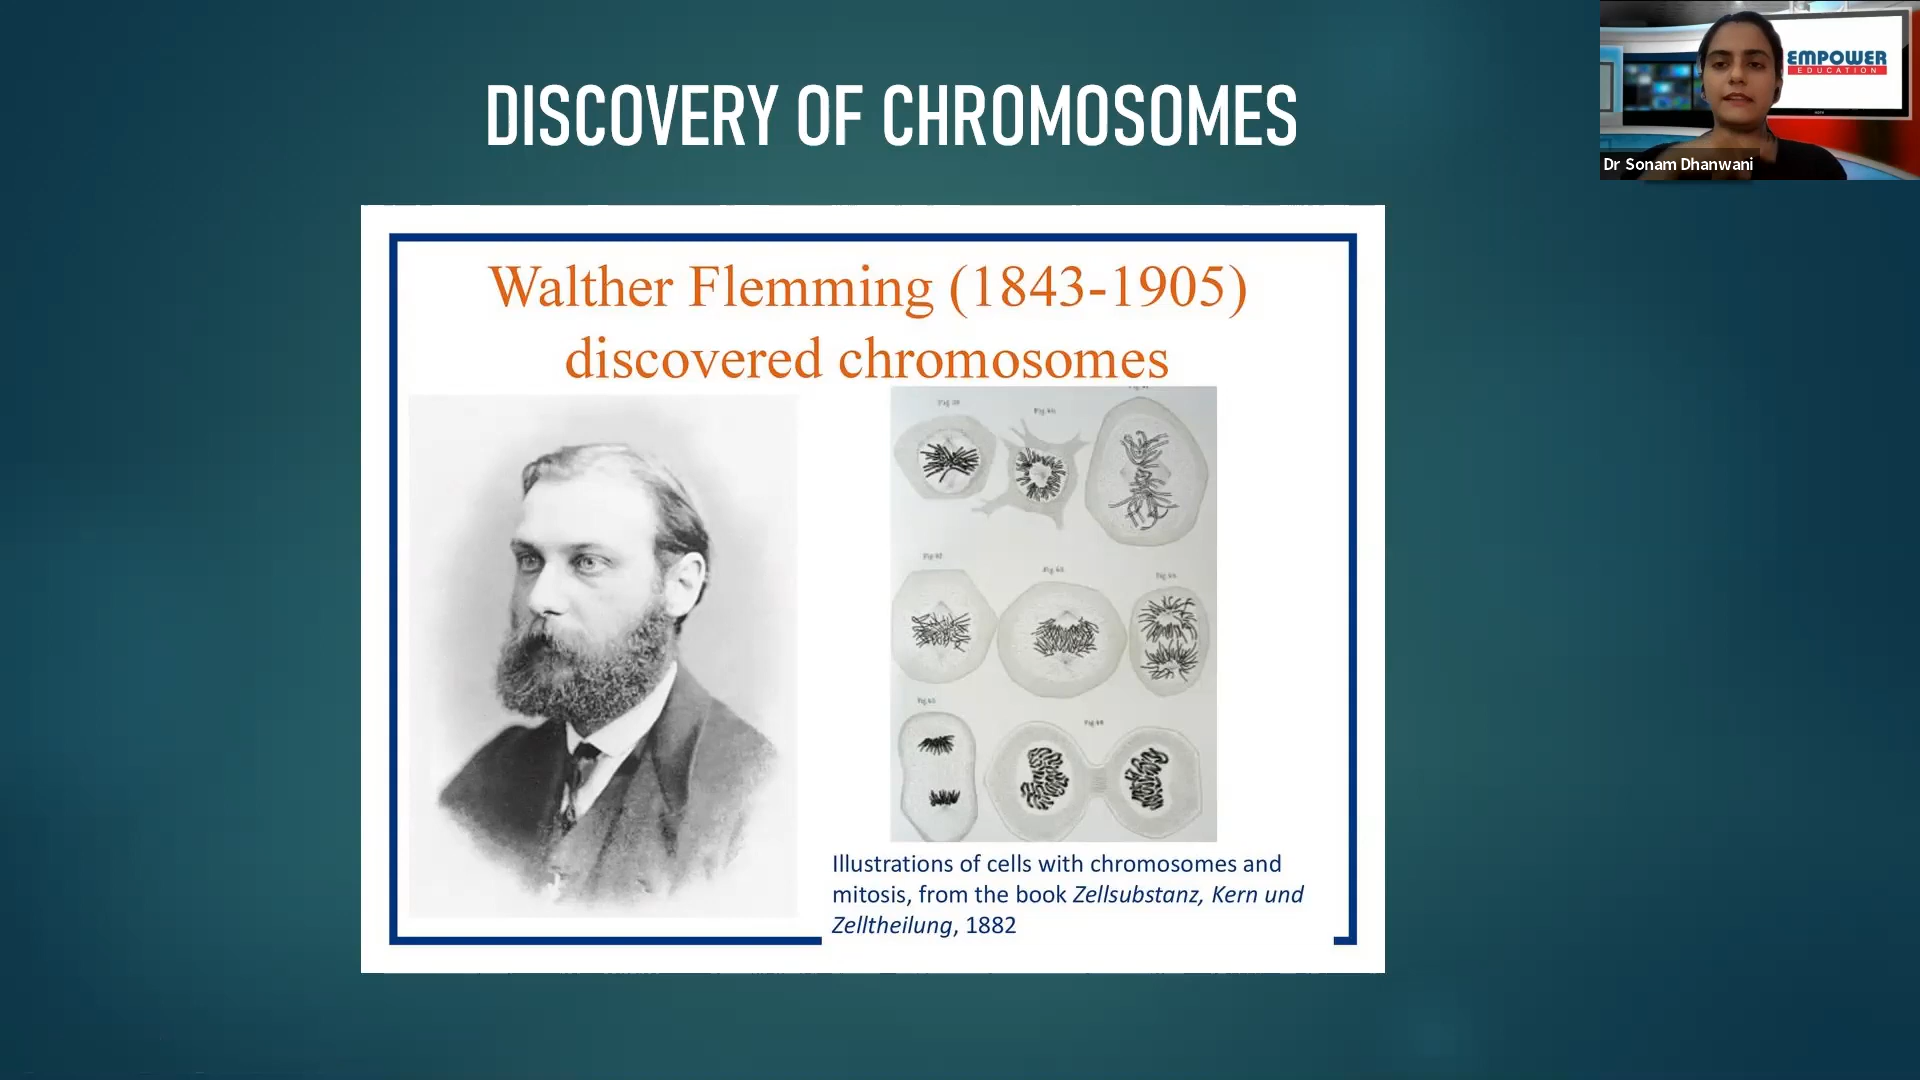 DISCOVERY OF CHROMOSOMES
EMPOWER
EDUCATION
Dr Sonam Dhanwani
Walther Flemming (1843-1905)
discovered chromosomes
Illustrations of cells with chromosomes and
mitosis, from the book Zellsubstanz, Kern und
Zelltheilung, 1882